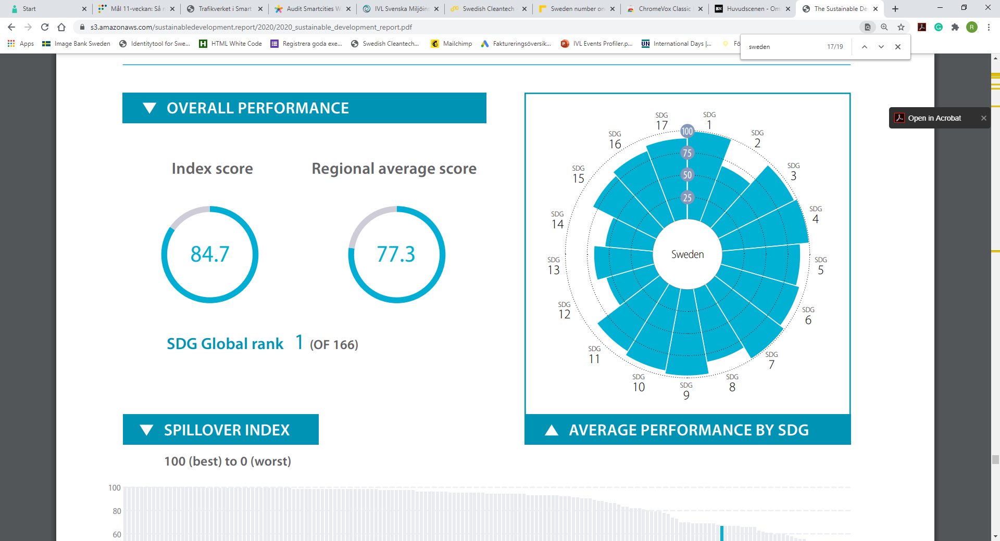 Start
Mål 11-veckan: Så n
Trafikverket i Smart
Audit Smartcities W
IVL Svenska Miljöins
Swedish Cleantech -
Sweden number on
ChromeVox Classic
Huvudscenen - Om
The Sustainable De
s3.amazonaws.com/sustainabledevelopment.report/2020/2020_sustainable_development_report.pdf
R
Apps
Image Bank Sweden
Identitytool for Swe...
HTML White Code
Registrera goda exe...
Swedish Cleantech...
Mailchimp
Faktureringsöversik...
IVL Events Profiler.p...
UN
International Days |...
Fö
sweden
17/19
Open in Acrobat
OVERALL PERFORMANCE
Index score
Regional average score
84.7
77.3
SDG Global rank 1 (OF 166)
SPILLOVER INDEX
100 (best) to 0 (worst)
100
80
60
SDG
1
SDG
2
SDG
3
SDG
4
SDG
5
SDG
6
SDG
7
SDG
8
SDG
9
SDG
10
SDG
11
SDG
12
SDG
13
SDG
14
SDG
15
SDG
16
SDG
17
100
75
50
25
Sweden
AVERAGE PERFORMANCE BY SDG